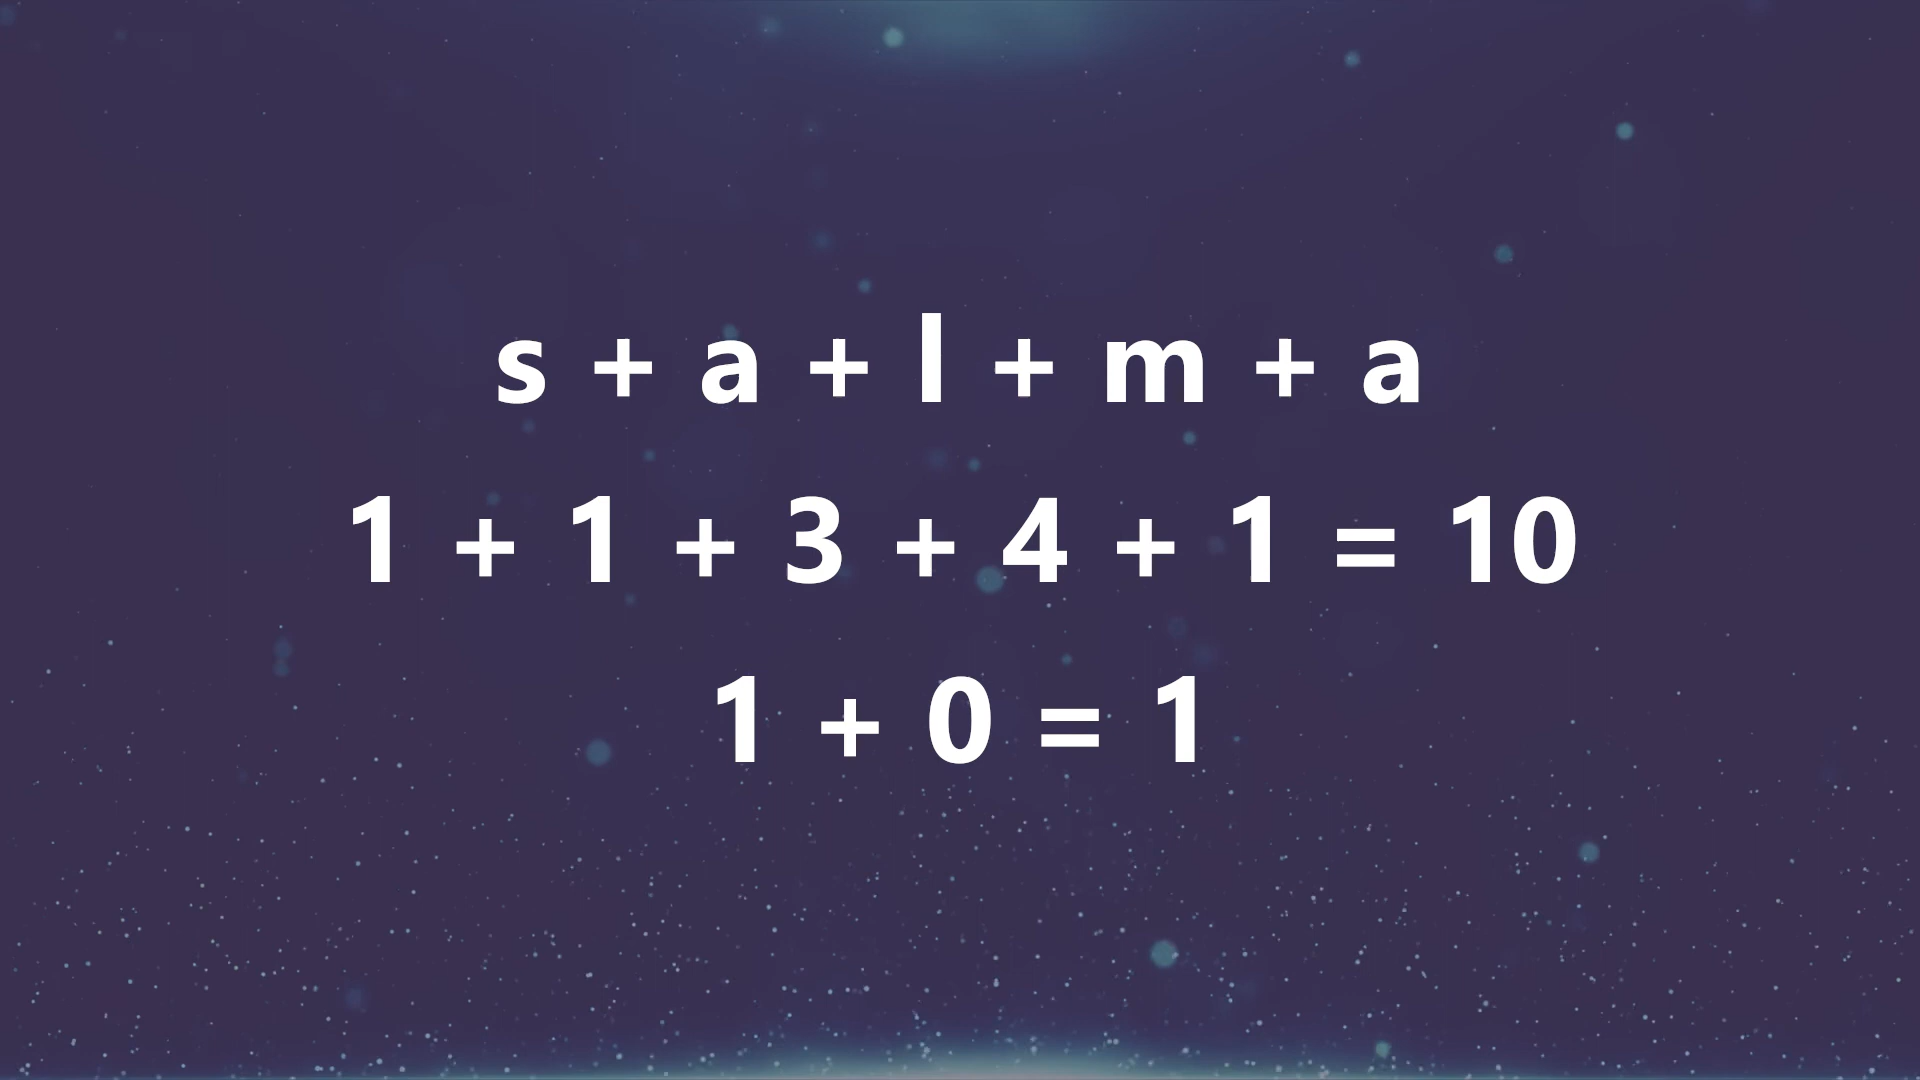 s + a + l + m + a
1 + 1 + 3 + 4 + 1 = 10
1 + 0 = 1